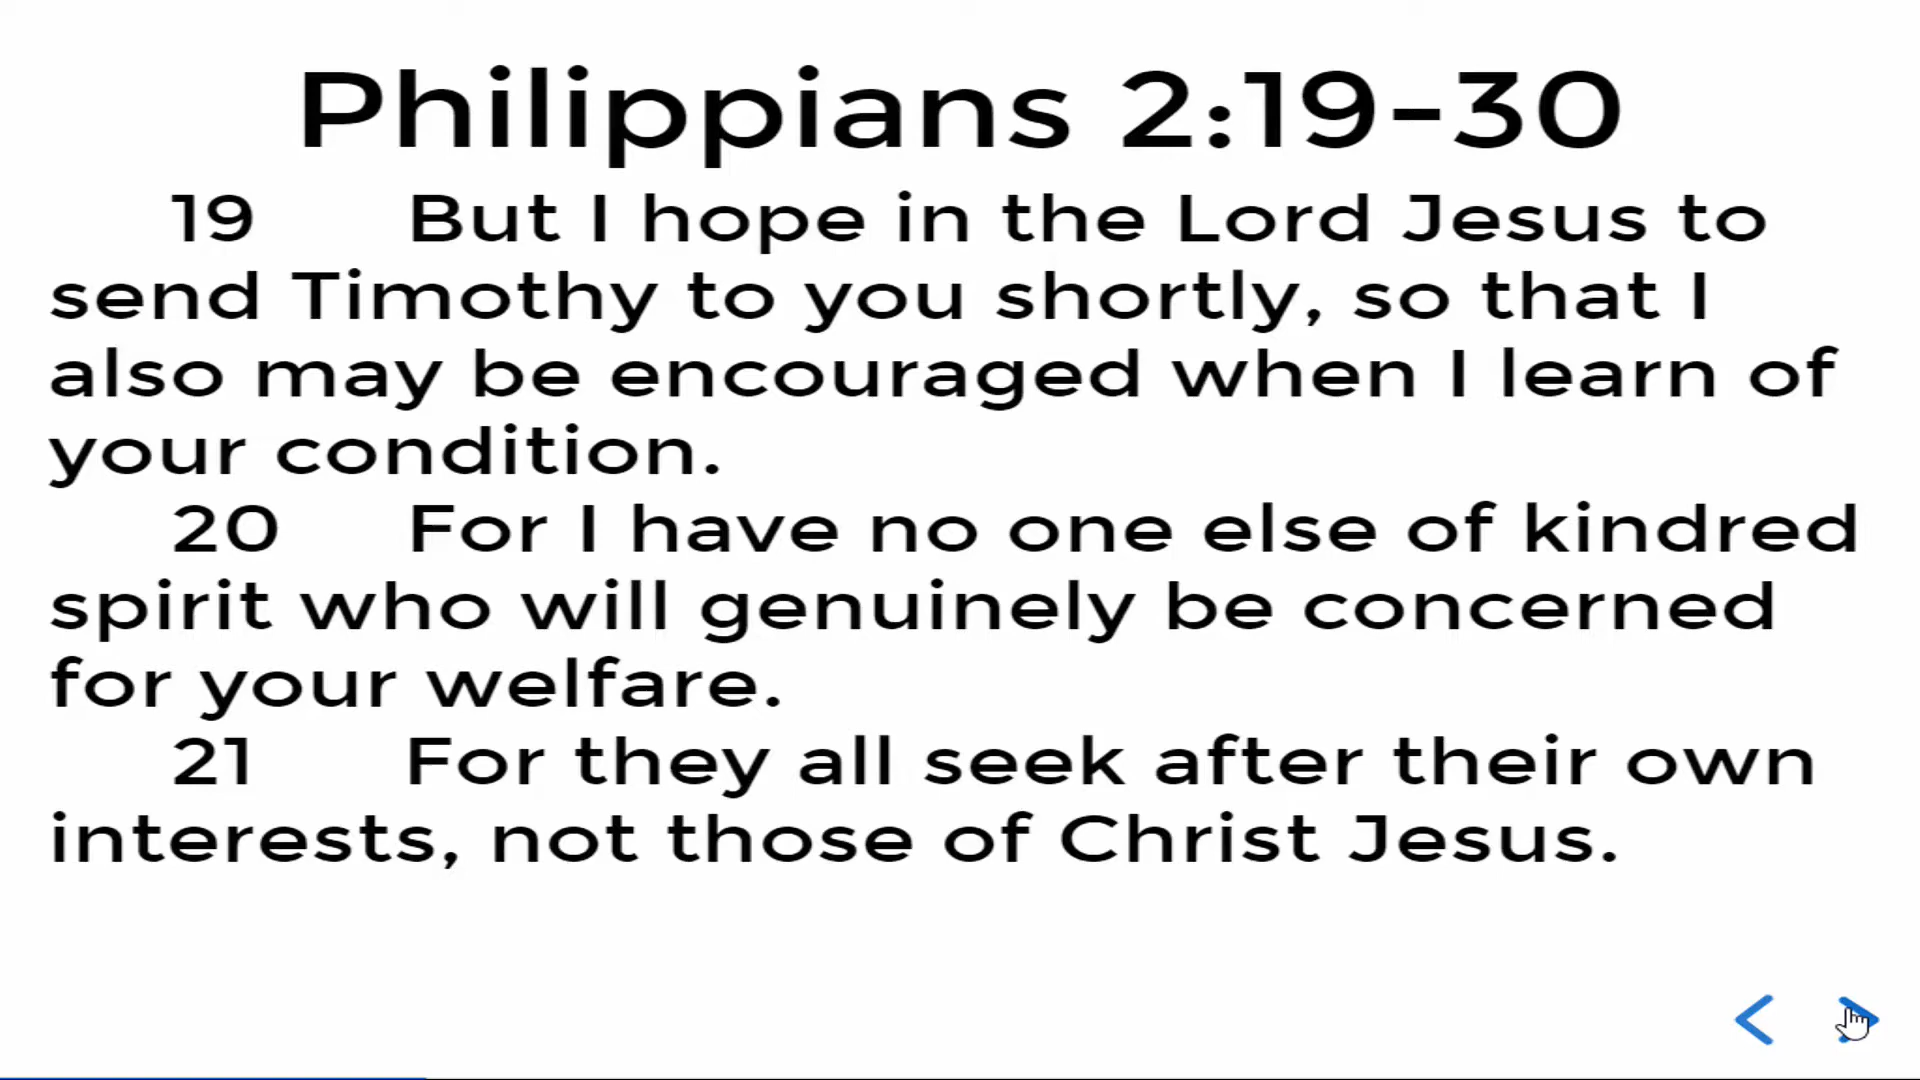 Philippians 2:19-30
19 But I hope in the Lord Jesus to
send Timothy to you shortly, so that I
also may be encouraged when I learn of
your condition.
20 For I have no one else of kindred
spirit who will genuinely be concerned
for your welfare.
21 For they all seek after their own
interests, not those of Christ Jesus.